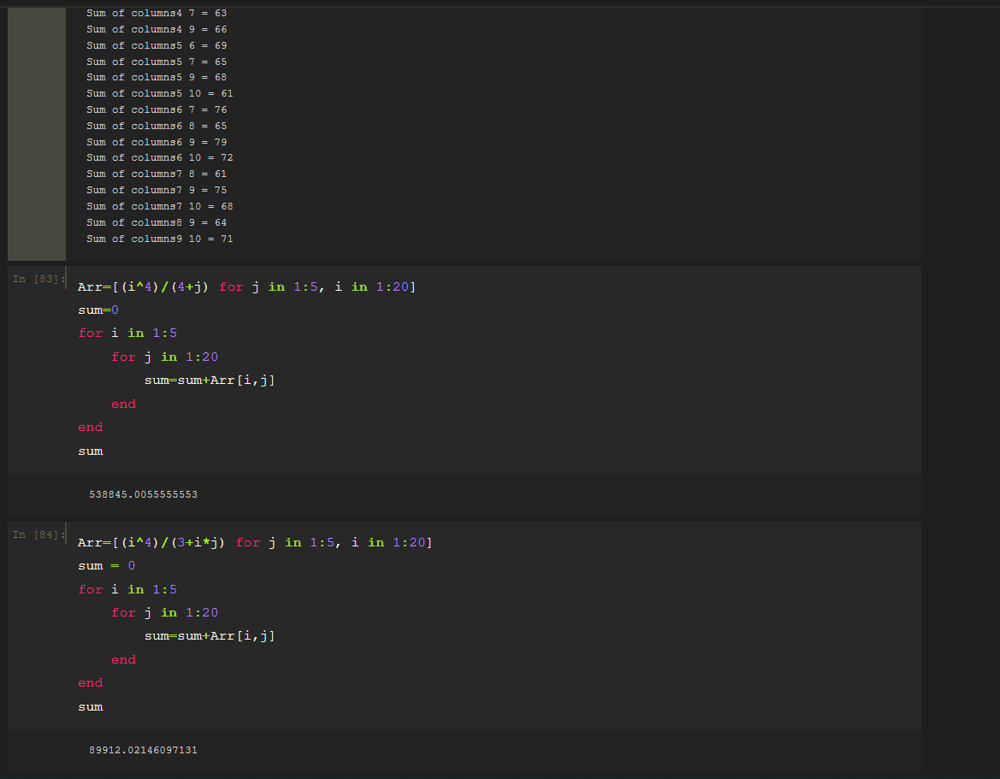 Sum of columns4 7 = 63
Sum of columns4 9 = 66
Sum of columns5 6 = 69
Sum of columns5 7 = 65
Sum of columns5 9 = 68
Sum of columns5 10 = 61
Sum of columns6 7 = 76
Sum of columns6 8 = 65
Sum of columns6 9 = 79
Sum of columns6 10 = 72
Sum of columns7 8 = 61
Sum of columns7 9 = 75
Sum of columns7 10 = 68
Sum of columns8 9 = 64
Sum of columns9 10 = 71
In [83]:
Arr=[(i^4)/(4+j) for j in 1:5, i in 1:20]
sum=0
for i in 1:5
    for j in 1:20
        sum=sum+Arr[i,j]
    end
end
sum
538845.0055555553
In [84]:
Arr=[(i^4)/(3+i*j) for j in 1:5, i in 1:20]
sum = 0
for i in 1:5
    for j in 1:20
        sum=sum+Arr[i,j]
    end
end
sum
89912.02146097131